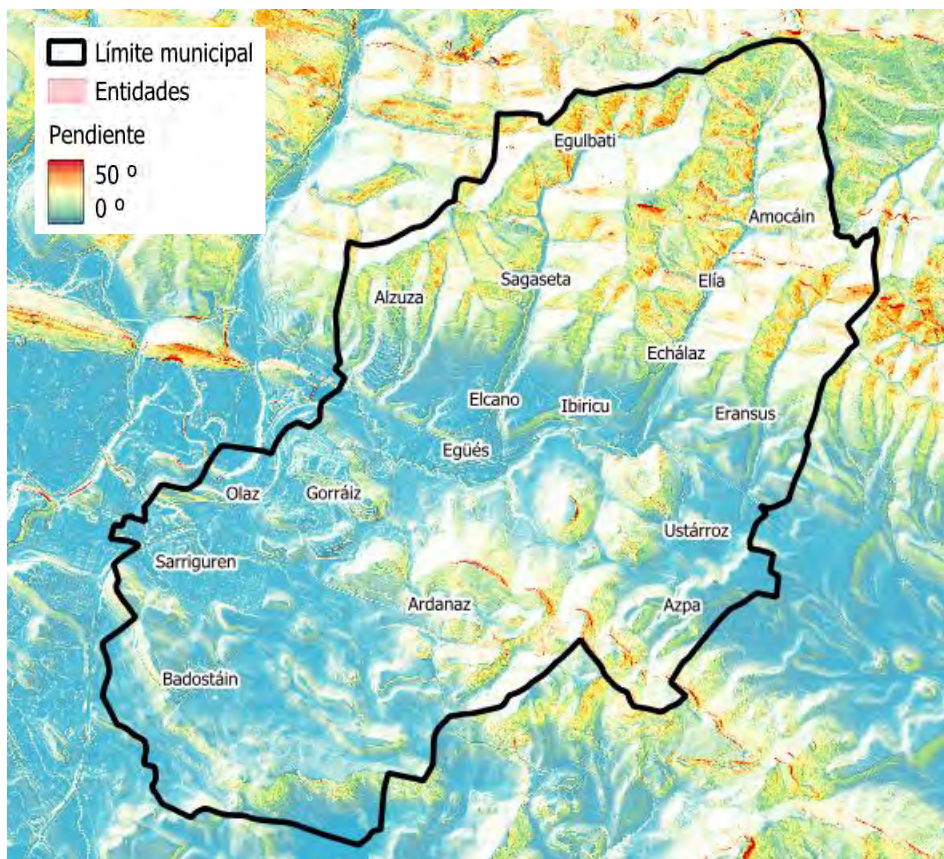 Límite municipal
Entidades
Pendiente
50 º
0 º
Egulbati
Amocáin
Sagaseta
Elía
Alzuza
Echálaz
Elcano
Ibiricu
Eransus
Egüés
Olaz
Gorráiz
Ustárroz
Sarriguren
Ardanaz
Azpa
Badostáin